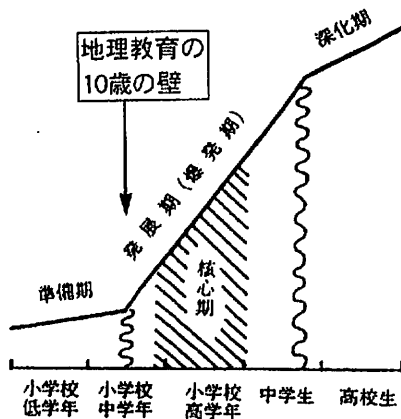 地理教育の
10歳の壁
深化期
発展期(爆発期)
核心期
準備期
小学校
低学年
小学校
中学年
小学校
高学年
中学生
高校生